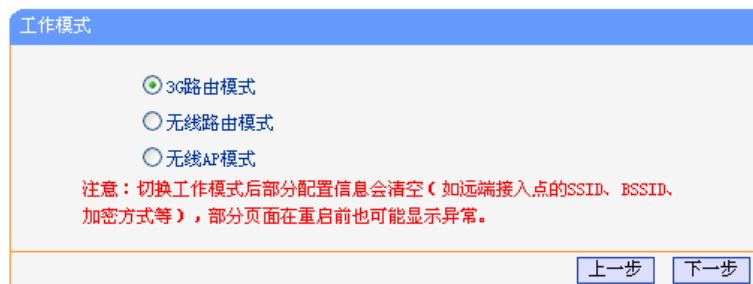 工作模式
3G路由模式
无线路由模式
无线AP模式
注意：切换工作模式后部分配置信息会清空（如远端接入点的SSID、BSSID、
加密方式等），部分页面在重启前也可能显示异常。
上一步 下一步